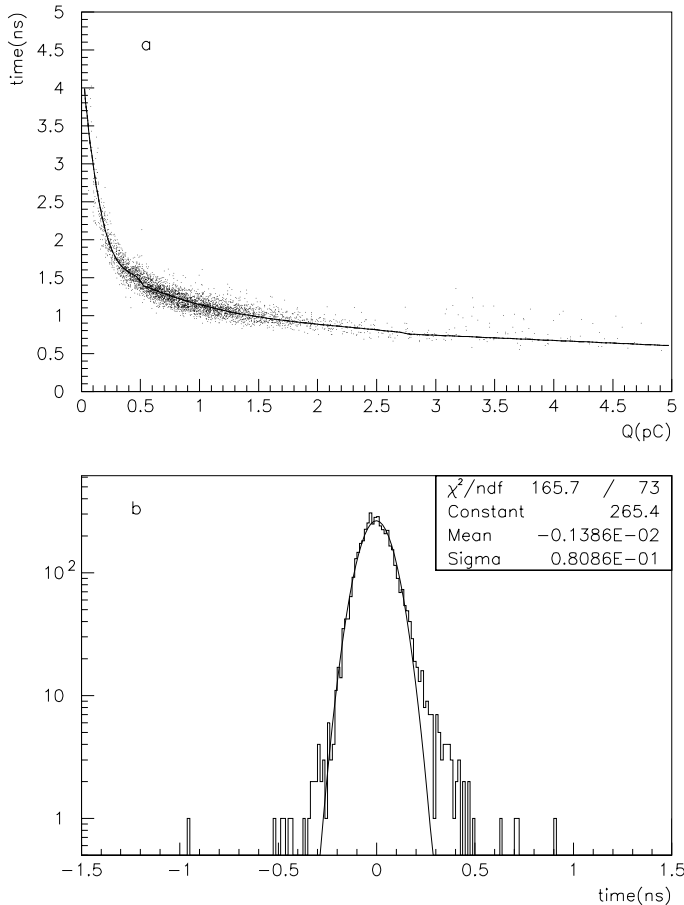 time(ns)
a
5
4.5
4
3.5
3
2.5
2
1.5
1
0.5
0
0 0.5 1 1.5 2 2.5 3 3.5 4 4.5 5
Q(pC)
b
χ²/ndf 165.7 / 73
Constant 265.4
Mean −0.1386E−02
Sigma 0.8086E−01
10²
10
1
−1.5 −1 −0.5 0 0.5 1 1.5
time(ns)